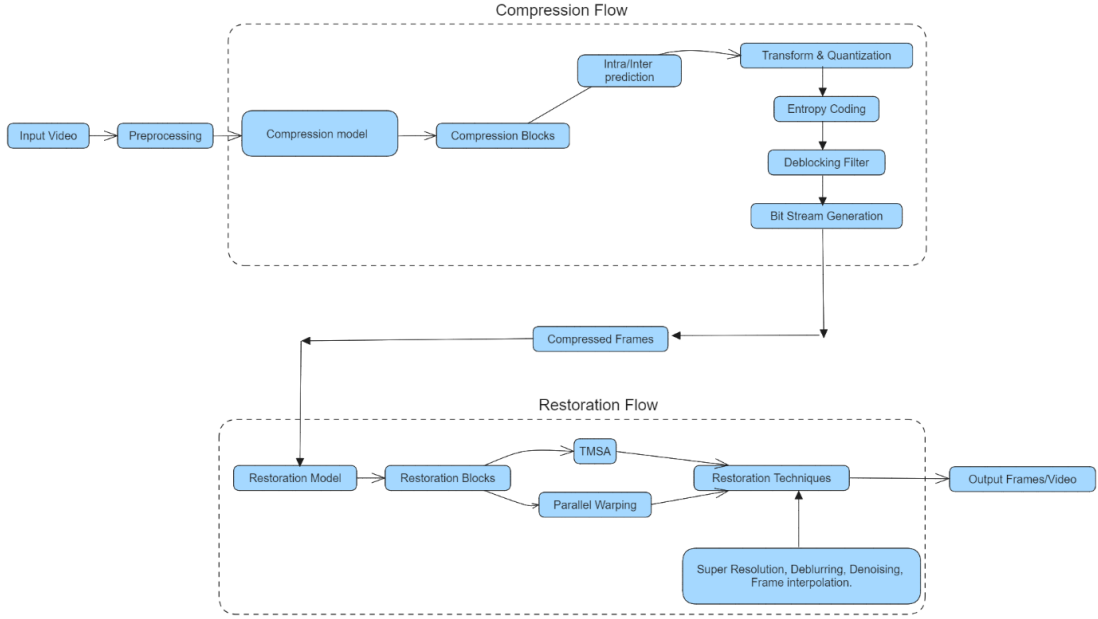 Compression Flow
Input Video
Preprocessing
Compression model
Compression Blocks
Intra/Inter
prediction
Transform & Quantization
Entropy Coding
Deblocking Filter
Bit Stream Generation
Compressed Frames
Restoration Flow
Restoration Model
Restoration Blocks
TMSA
Parallel Warping
Restoration Techniques
Super Resolution, Deblurring, Denoising,
Frame interpolation.
Output Frames/Video